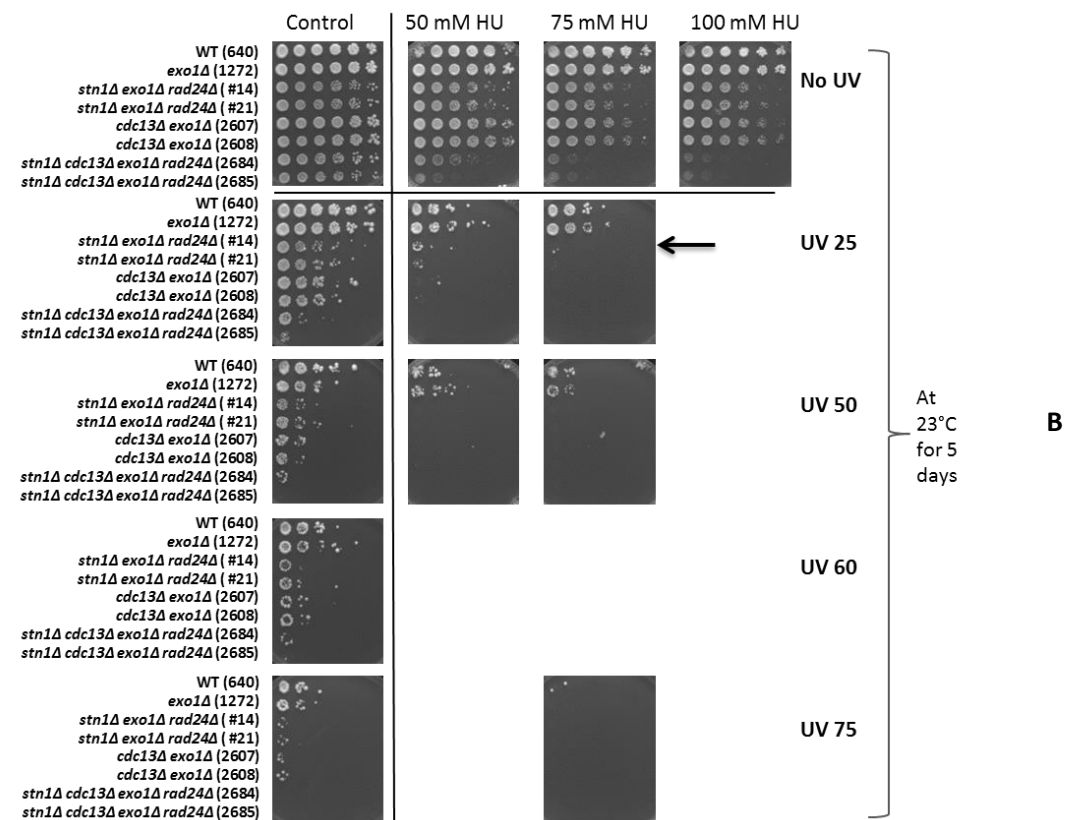 Control 50 mM HU 75 mM HU 100 mM HU
WT (640)
exo1Δ (1272)
stn1Δ exo1Δ rad24Δ ( #14)
stn1Δ exo1Δ rad24Δ ( #21)
cdc13Δ exo1Δ (2607)
cdc13Δ exo1Δ (2608)
stn1Δ cdc13Δ exo1Δ rad24Δ (2684)
stn1Δ cdc13Δ exo1Δ rad24Δ (2685)
No UV
WT (640)
exo1Δ (1272)
stn1Δ exo1Δ rad24Δ ( #14)
stn1Δ exo1Δ rad24Δ ( #21)
cdc13Δ exo1Δ (2607)
cdc13Δ exo1Δ (2608)
stn1Δ cdc13Δ exo1Δ rad24Δ (2684)
stn1Δ cdc13Δ exo1Δ rad24Δ (2685)
UV 25
WT (640)
exo1Δ (1272)
stn1Δ exo1Δ rad24Δ ( #14)
stn1Δ exo1Δ rad24Δ ( #21)
cdc13Δ exo1Δ (2607)
cdc13Δ exo1Δ (2608)
stn1Δ cdc13Δ exo1Δ rad24Δ (2684)
stn1Δ cdc13Δ exo1Δ rad24Δ (2685)
UV 50
At
23°C
for 5
days
B
WT (640)
exo1Δ (1272)
stn1Δ exo1Δ rad24Δ ( #14)
stn1Δ exo1Δ rad24Δ ( #21)
cdc13Δ exo1Δ (2607)
cdc13Δ exo1Δ (2608)
stn1Δ cdc13Δ exo1Δ rad24Δ (2684)
stn1Δ cdc13Δ exo1Δ rad24Δ (2685)
UV 60
WT (640)
exo1Δ (1272)
stn1Δ exo1Δ rad24Δ ( #14)
stn1Δ exo1Δ rad24Δ ( #21)
cdc13Δ exo1Δ (2607)
cdc13Δ exo1Δ (2608)
stn1Δ cdc13Δ exo1Δ rad24Δ (2684)
stn1Δ cdc13Δ exo1Δ rad24Δ (2685)
UV 75